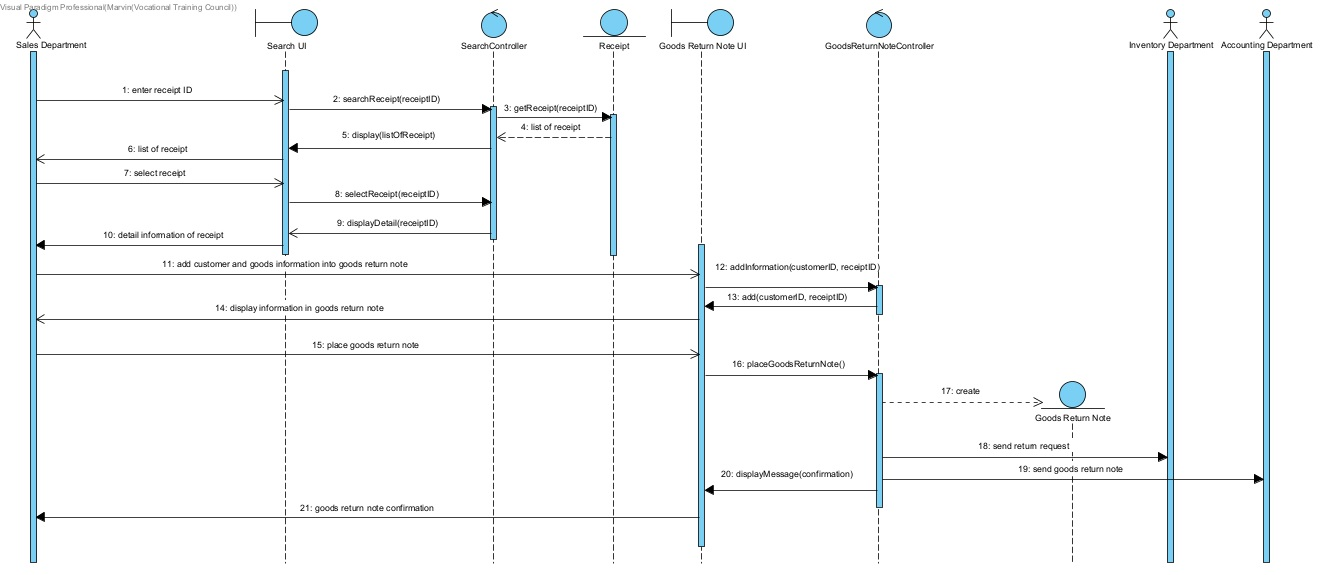 Visual Paradigm Professional(Marvin(Vocational Training Council))
Sales Department
Search UI
SearchController
Receipt
Goods Return Note UI
GoodsReturnNoteController
Inventory Department
Accounting Department
1: enter receipt ID
2: searchReceipt(receiptID)
3: getReceipt(receiptID)
4: list of receipt
5: display(listOfReceipt)
6: list of receipt
7: select receipt
8: selectReceipt(receiptID)
9: displayDetail(receiptID)
10: detail information of receipt
11: add customer and goods information into goods return note
12: addInformation(customerID, receiptID)
13: add(customerID, receiptID)
14: display information in goods return note
15: place goods return note
16: placeGoodsReturnNote()
17: create
Goods Return Note
18: send return request
19: send goods return note
20: displayMessage(confirmation)
21: goods return note confirmation